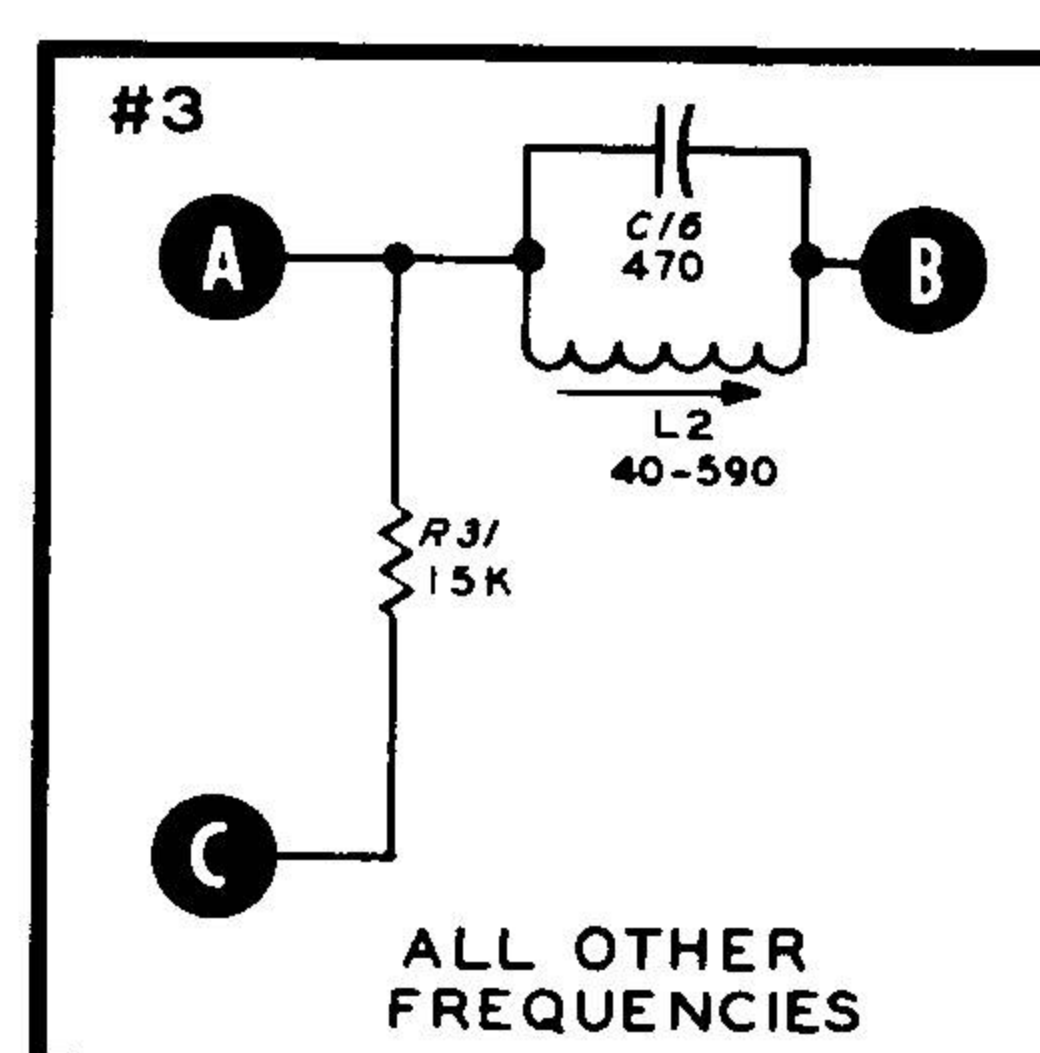 #3
A
B
C16
470
L2
40-590
R31
15K
C
ALL OTHER
FREQUENCIES